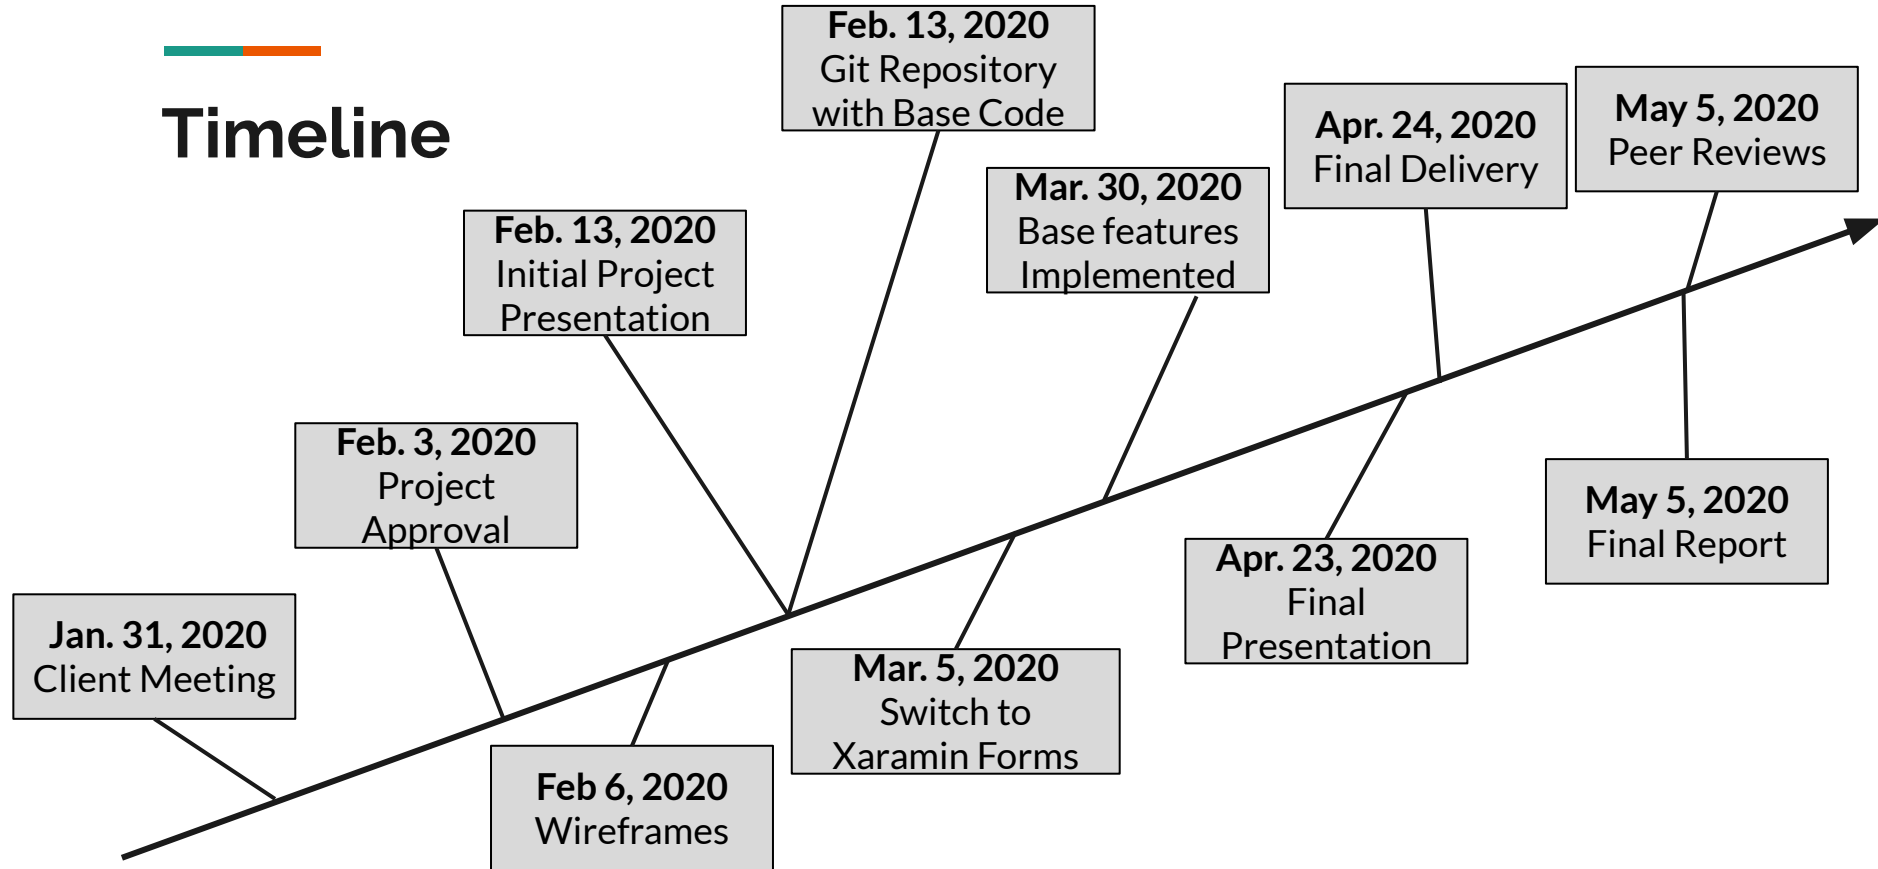 Timeline
Jan. 31, 2020
Client Meeting
Feb. 3, 2020
Project
Approval
Feb 6, 2020
Wireframes
Feb. 13, 2020
Initial Project
Presentation
Feb. 13, 2020
Git Repository
with Base Code
Mar. 5, 2020
Switch to
Xaramin Forms
Mar. 30, 2020
Base features
Implemented
Apr. 23, 2020
Final
Presentation
Apr. 24, 2020
Final Delivery
May 5, 2020
Peer Reviews
May 5, 2020
Final Report